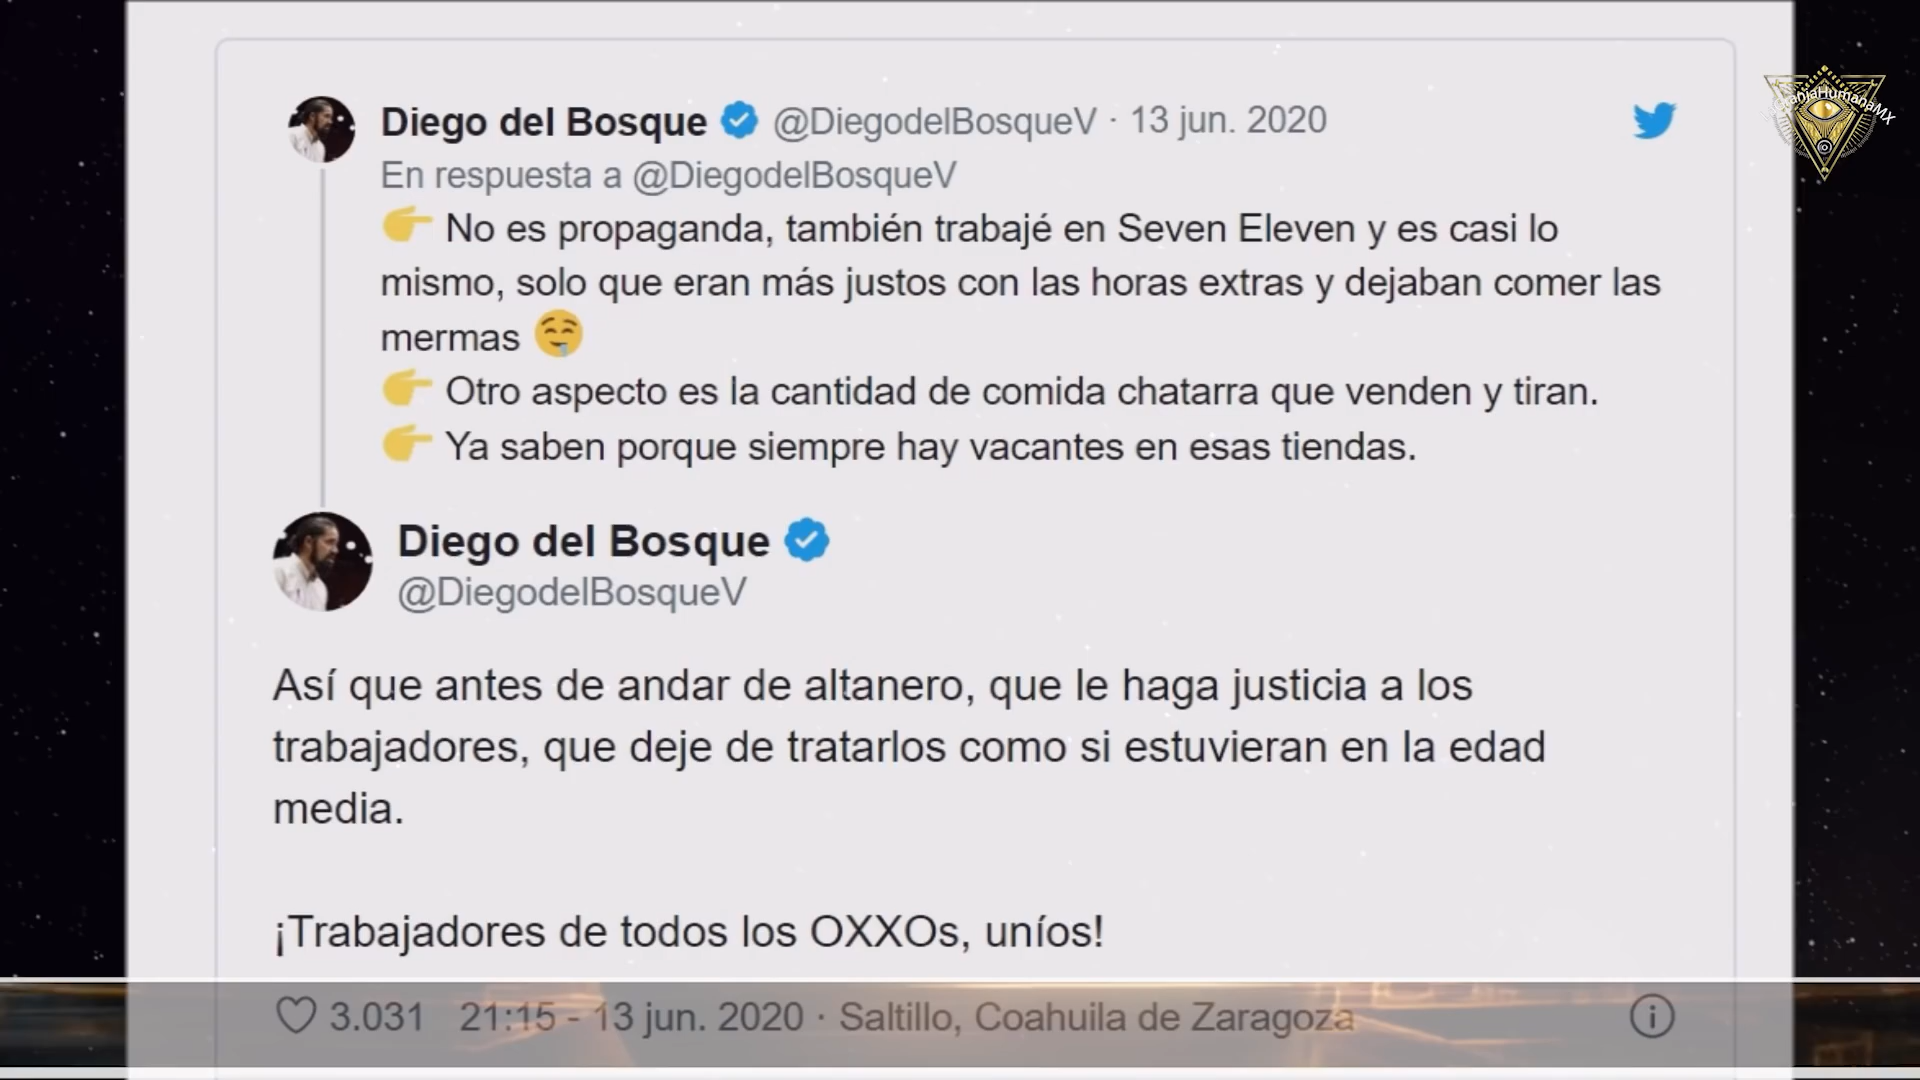 Diego del Bosque @DiegodelBosqueV · 13 jun. 2020
En respuesta a @DiegodelBosqueV
👉 No es propaganda, también trabajé en Seven Eleven y es casi lo
mismo, solo que eran más justos con las horas extras y dejaban comer las
mermas 🤤
👉 Otro aspecto es la cantidad de comida chatarra que venden y tiran.
👉 Ya saben porque siempre hay vacantes en esas tiendas.
Diego del Bosque
@DiegodelBosqueV
Así que antes de andar de altanero, que le haga justicia a los
trabajadores, que deje de tratarlos como si estuvieran en la edad
media.
¡Trabajadores de todos los OXXOs, uníos!
3.031 21:15 - 13 jun. 2020 · Saltillo, Coahuila de Zaragoza